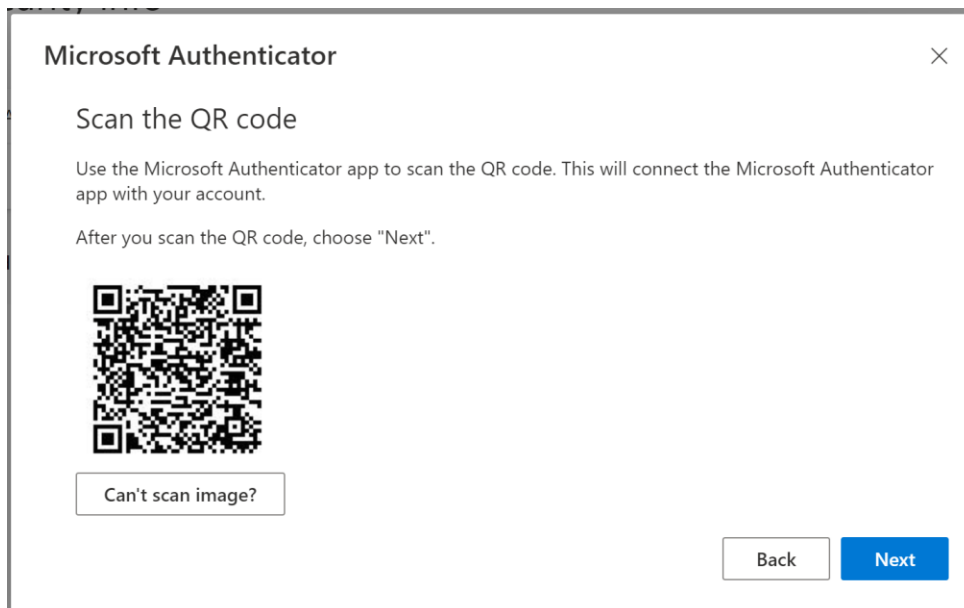 Microsoft Authenticator
Scan the QR code
Use the Microsoft Authenticator app to scan the QR code. This will connect the Microsoft Authenticator
app with your account.
After you scan the QR code, choose "Next".
Can't scan image?
Back
Next